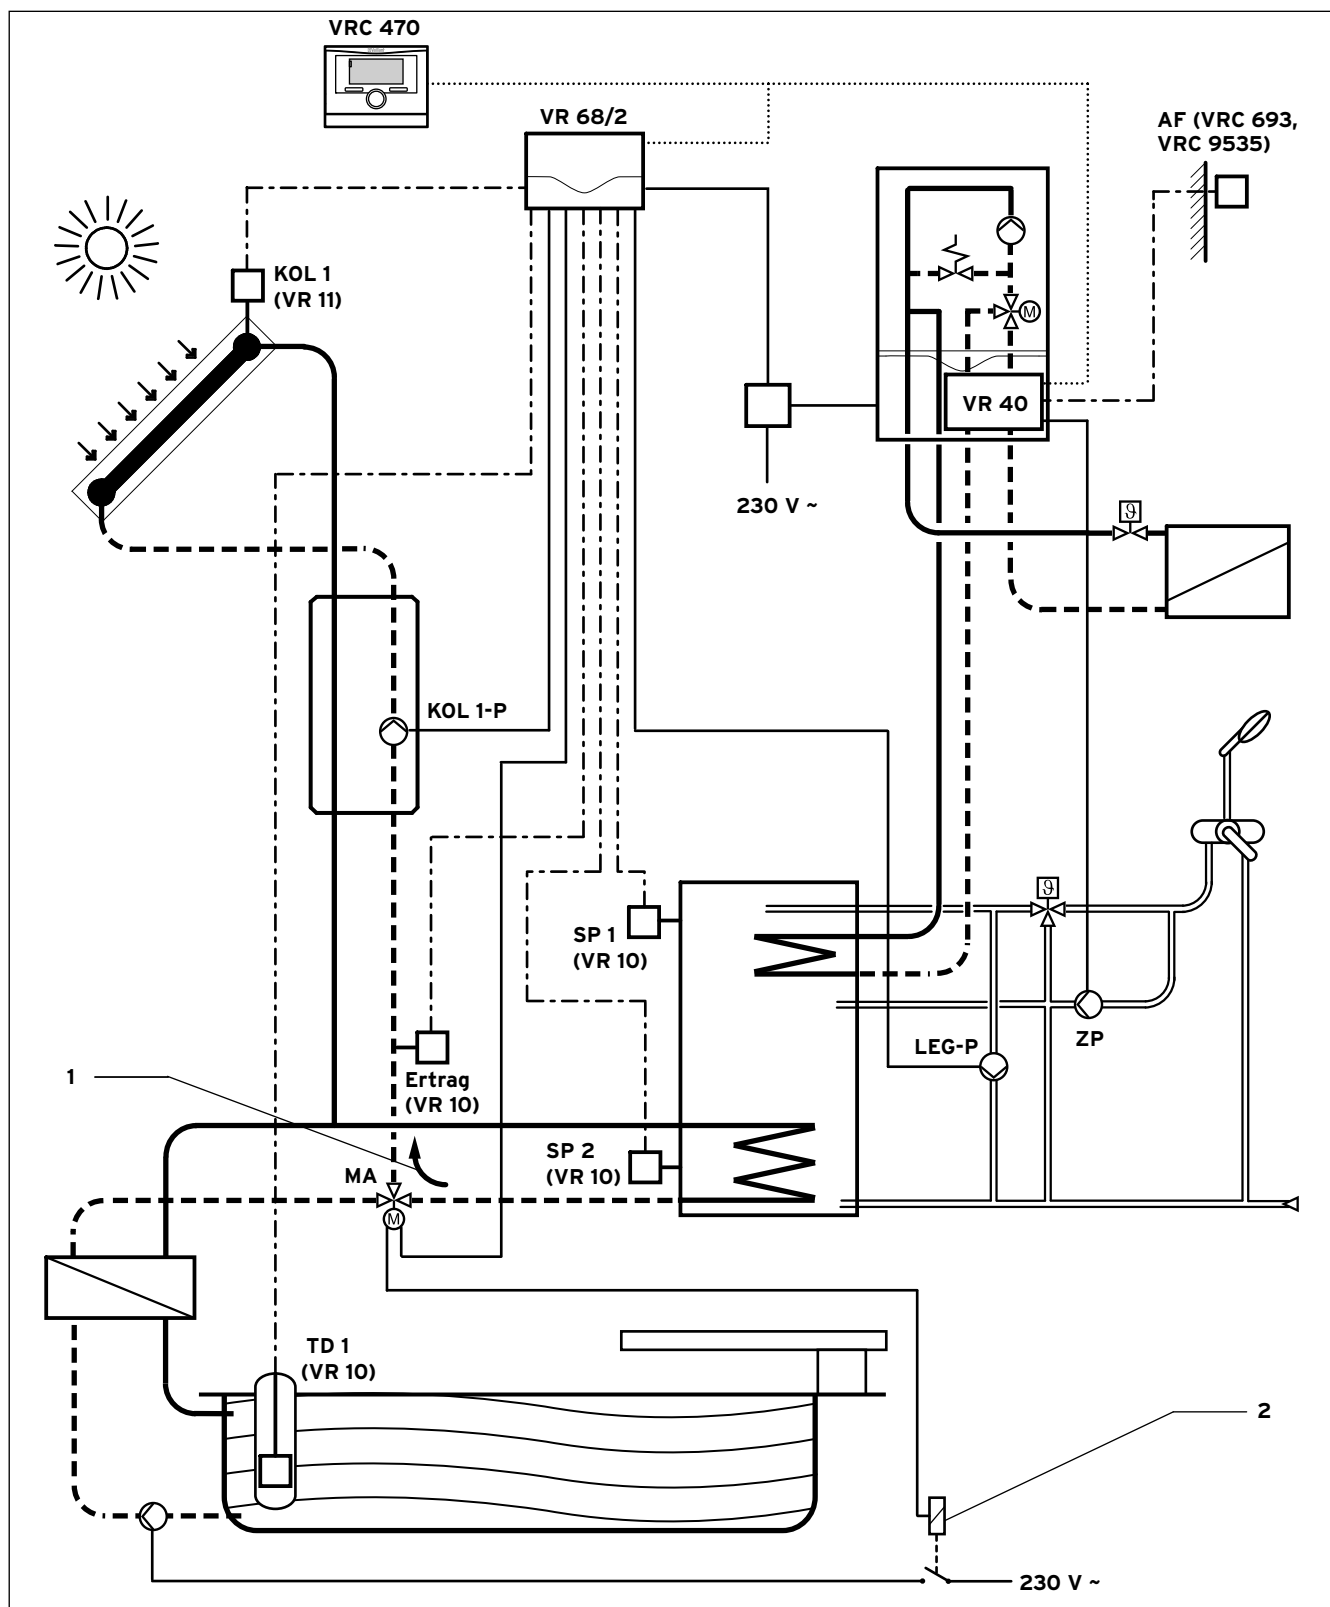 VRC 470
VR 68/2
AF (VRC 693,
VRC 9535)
KOL 1
(VR 11)
M
VR 40
230 V ~
ϑ
KOL 1-P
ϑ
SP 1
(VR 10)
ZP
LEG-P
1
Ertrag
(VR 10)
SP 2
(VR 10)
MA
M
TD 1
(VR 10)
2
230 V ~